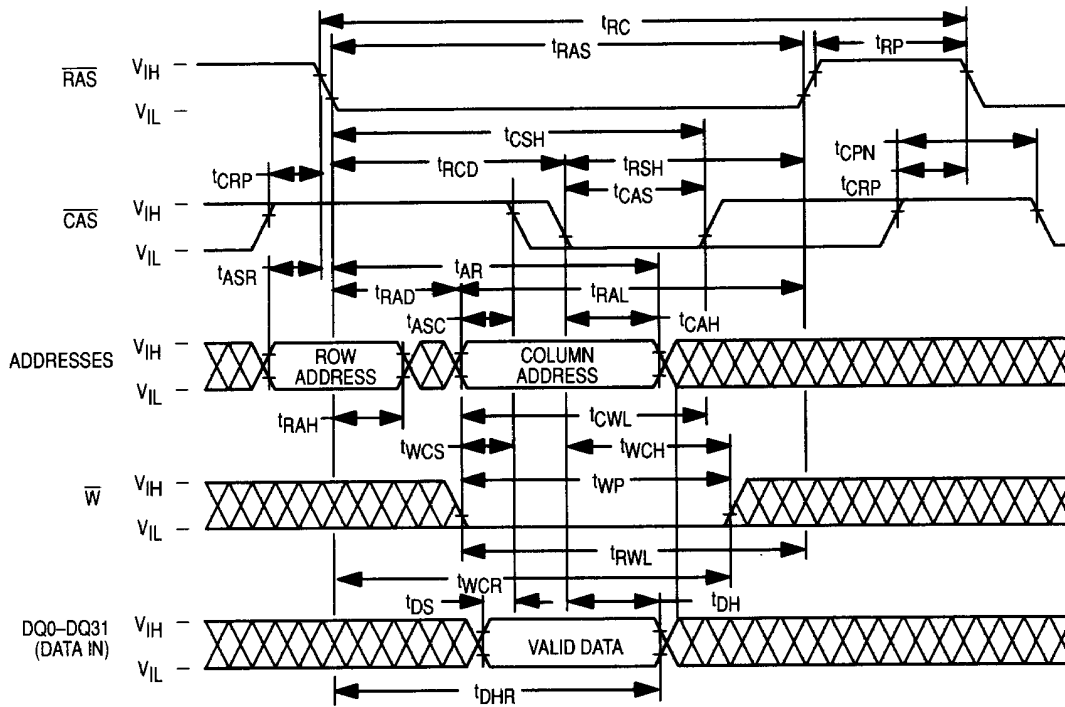 tRC
tRAS
tRP
RAS
VIH
VIL
tCSH
tRCD
tRSH
tCPN
tCRP
tCAS
tCRP
CAS
VIH
VIL
tASR
tAR
tRAD
tRAL
tASC
tCAH
ADDRESSES
VIH
VIL
ROW ADDRESS
COLUMN ADDRESS
tRAH
tCWL
tWCS
tWCH
W
VIH
VIL
tWP
tRWL
tWCR
tDS
tDH
DQ0–DQ31
(DATA IN)
VIH
VIL
VALID DATA
tDHR